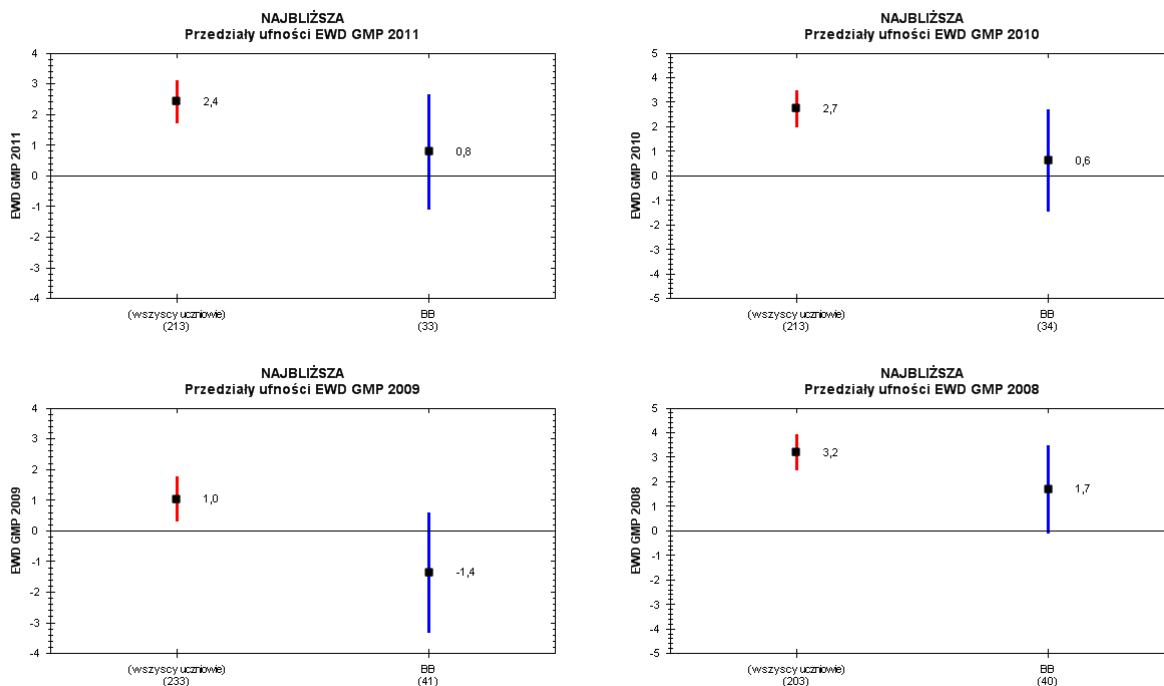 NAJBLIŻSZA
Przedziały ufności EWD GMP 2011
EWD GMP 2011
4
3
2
1
0
-1
-2
-3
-4
2,4
0,8
(wszyscy uczniowie)
(213)
BB
(33)
NAJBLIŻSZA
Przedziały ufności EWD GMP 2010
EWD GMP 2010
5
4
3
2
1
0
-1
-2
-3
-4
-5
2,7
0,6
(wszyscy uczniowie)
(213)
BB
(34)
NAJBLIŻSZA
Przedziały ufności EWD GMP 2009
EWD GMP 2009
4
3
2
1
0
-1
-2
-3
-4
1,0
-1,4
(wszyscy uczniowie)
(233)
BB
(41)
NAJBLIŻSZA
Przedziały ufności EWD GMP 2008
EWD GMP 2008
5
4
3
2
1
0
-1
-2
-3
-4
-5
3,2
1,7
(wszyscy uczniowie)
(203)
BB
(40)